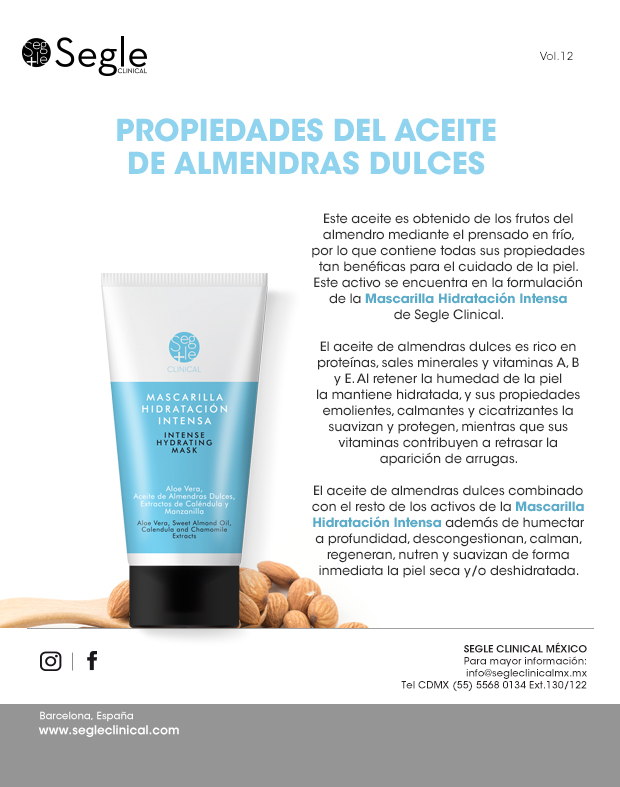 Segle
CLINICAL
Vol.12
PROPIEDADES DEL ACEITE
DE ALMENDRAS DULCES
Este aceite es obtenido de los frutos del
almendro mediante el prensado en frío,
por lo que contiene todas sus propiedades
tan benéficas para el cuidado de la piel.
Este activo se encuentra en la formulación
de la Mascarilla Hidratación Intensa
de Segle Clinical.
El aceite de almendras dulces es rico en
proteínas, sales minerales y vitaminas A, B
y E. Al retener la humedad de la piel
la mantiene hidratada, y sus propiedades
emolientes, calmantes y cicatrizantes la
suavizan y protegen, mientras que sus
vitaminas contribuyen a retrasar la
aparición de arrugas.
El aceite de almendras dulces combinado
con el resto de los activos de la Mascarilla
Hidratación Intensa además de humectar
a profundidad, descongestionan, calman,
regeneran, nutren y suavizan de forma
inmediata la piel seca y/o deshidratada.
Seg
+le
CLINICAL
MASCARILLA
HIDRATACIÓN
INTENSA
INTENSE
HYDRATING
MASK
Aloe Vera,
Aceite de Almendras Dulces,
Extractos de Caléndula y
Manzanilla
Aloe Vera, Sweet Almond Oil,
Calendula and Chamomile
Extracts
SEGLE CLINICAL MÉXICO
Para mayor información:
info@segleclinicalmx.mx
Tel CDMX (55) 5568 0134 Ext.130/122
Barcelona, España
www.segleclinical.com